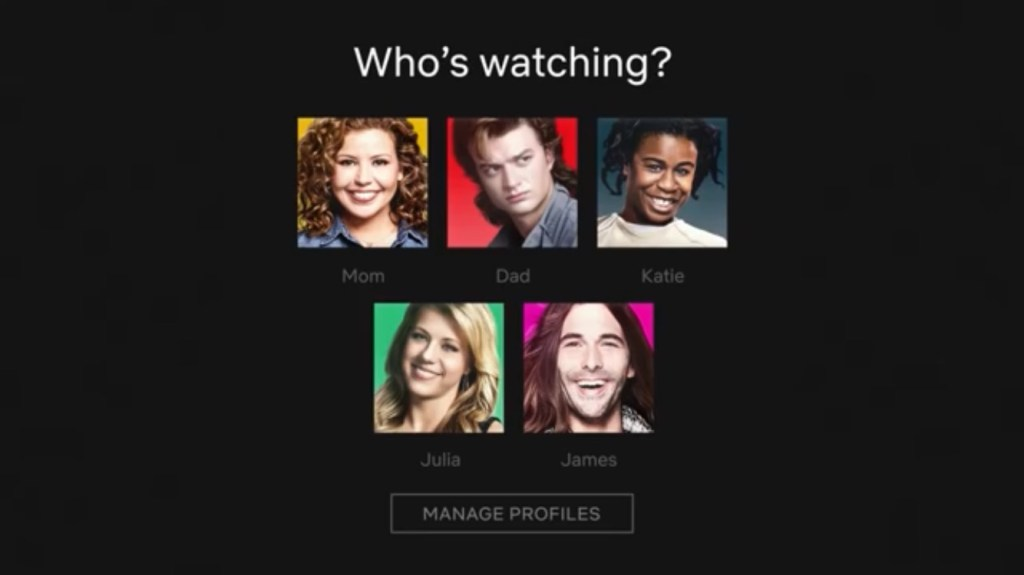 Who's watching?
Mom Dad Katie
Julia James
MANAGE PROFILES